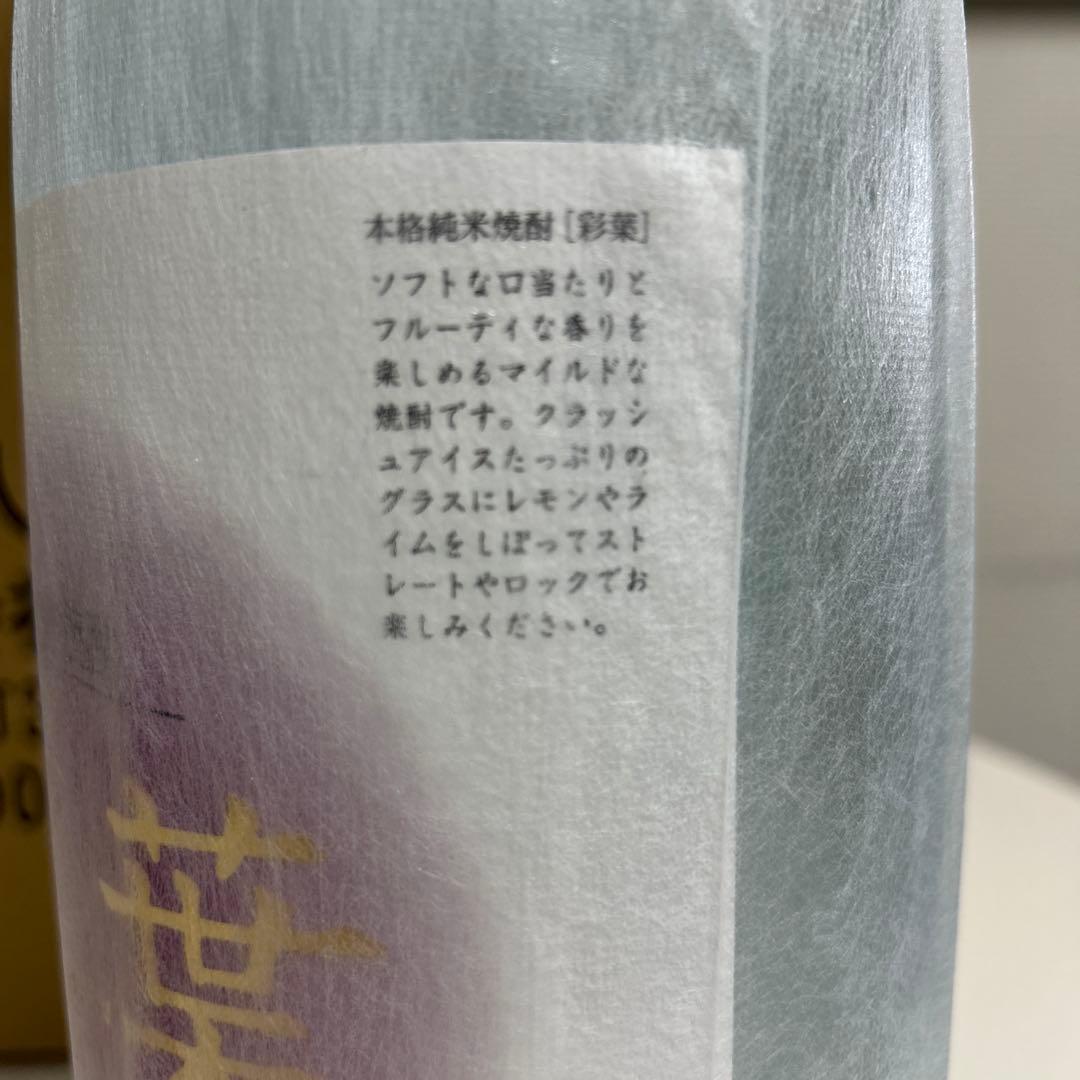 本格純米焼酎［彩葉］
ソフトな口当たりと
フルーティな香りを
楽しめるマイルドな
焼酎です。クラッシ
ュアイスたっぷりの
グラスにレモンやラ
イムをしぼってスト
レートやロックでお
楽しみください。
葉